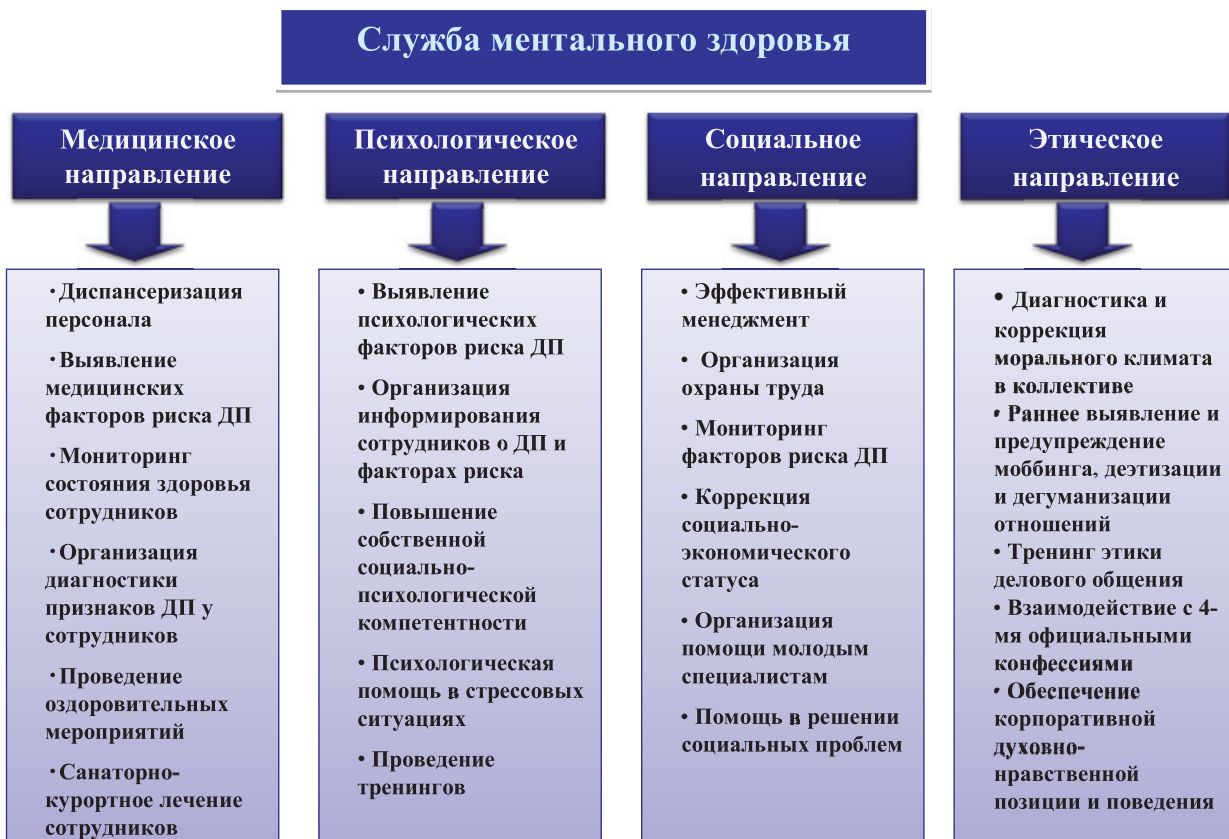 Служба ментального здоровья
Медицинское
направление
·Диспансеризация
персонала
·Выявление
медицинских
факторов риска ДП
·Мониторинг
состояния здоровья
сотрудников
·Организация
диагностики
признаков ДП у
сотрудников
·Проведение
оздоровительных
мероприятий
·Санаторно-
курортное лечение
сотрудников
Психологическое
направление
• Выявление
психологических
факторов риска ДП
• Организация
информирования
сотрудников о ДП и
факторах риска
• Повышение
собственной
социально-
психологической
компетентности
• Психологическая
помощь в стрессовых
ситуациях
• Проведение
тренингов
Социальное
направление
• Эффективный
менеджмент
• Организация
охраны труда
• Мониторинг
факторов риска ДП
• Коррекция
социально-
экономического
статуса
• Организация
помощи молодым
специалистам
• Помощь в решении
социальных проблем
Этическое
направление
• Диагностика и
коррекция
морального климата
в коллективе
• Раннее выявление и
предупреждение
моббинга, деэтизации
и дегуманизации
отношений
• Тренинг этики
делового общения
• Взаимодействие с 4-
мя официальными
конфессиями
• Обеспечение
корпоративной
духовно-
нравственной
позиции и поведения